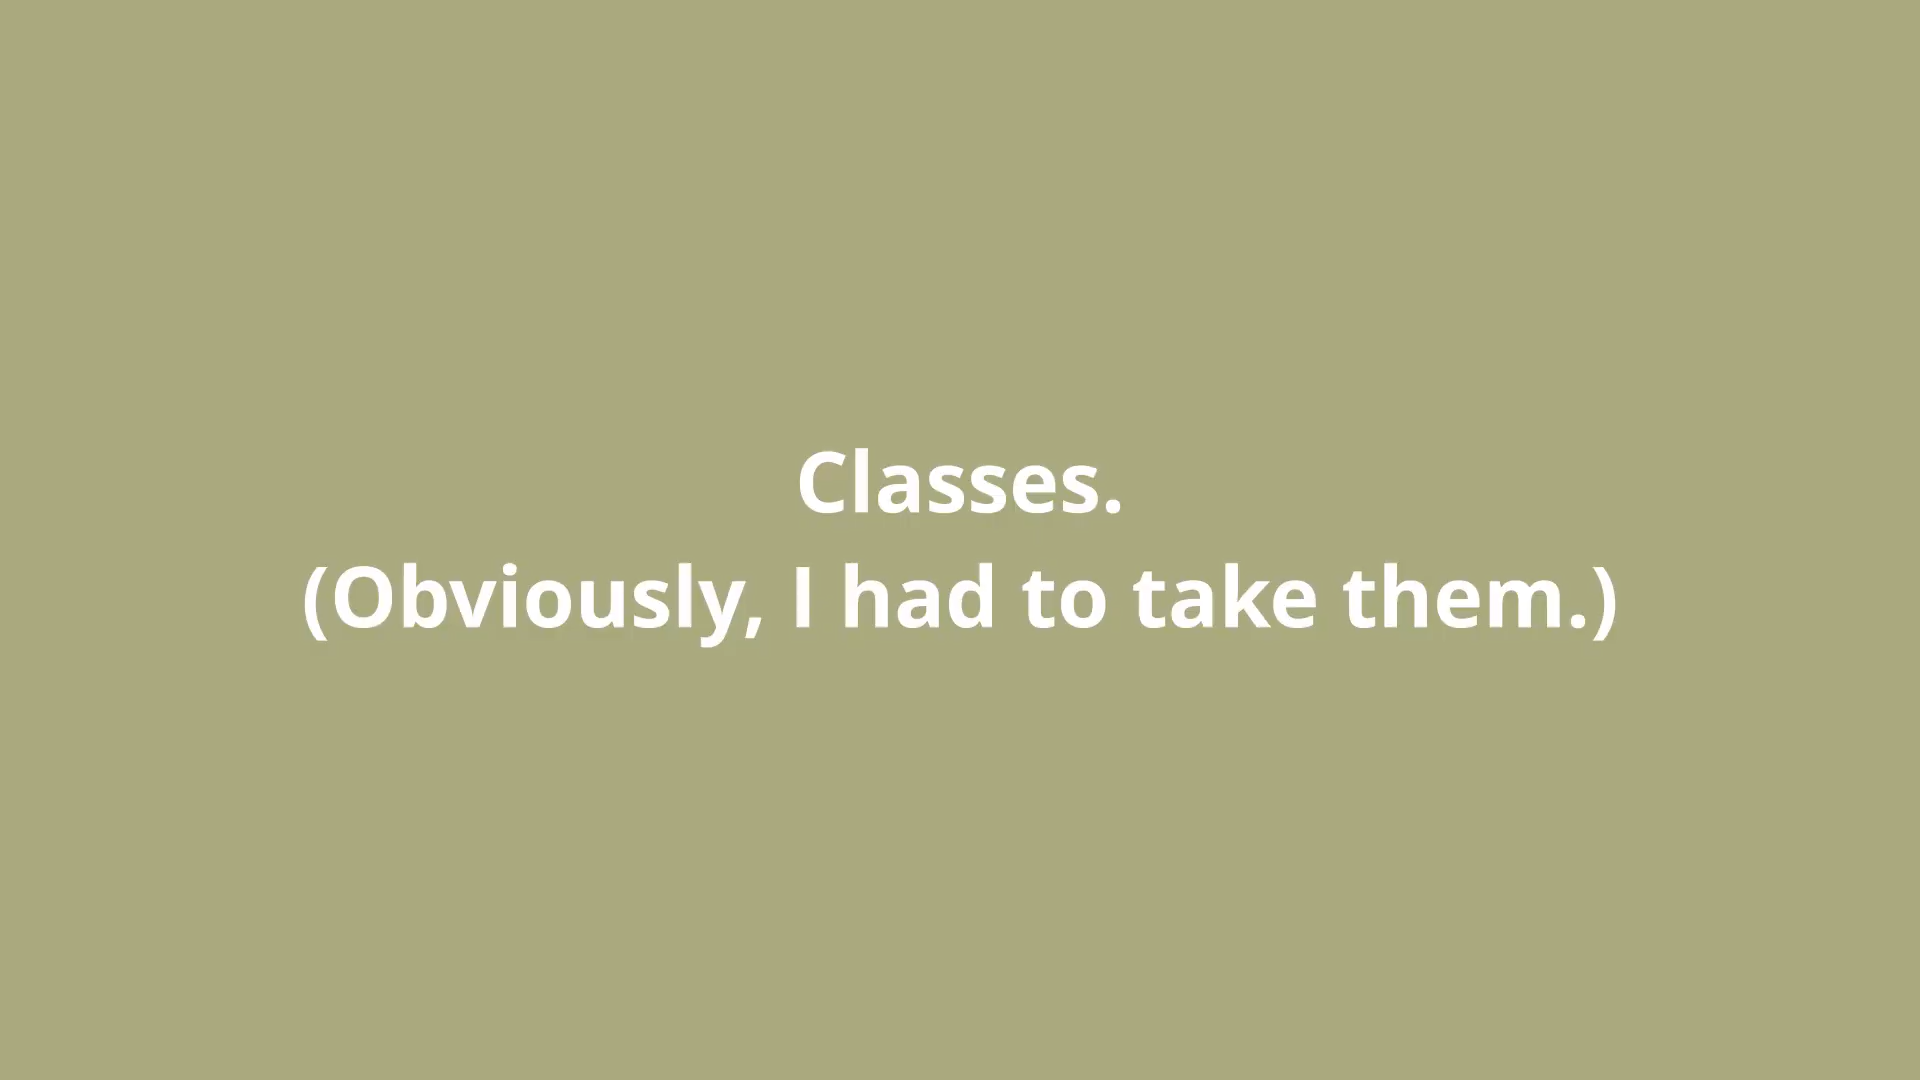 Classes.
(Obviously, I had to take them.)